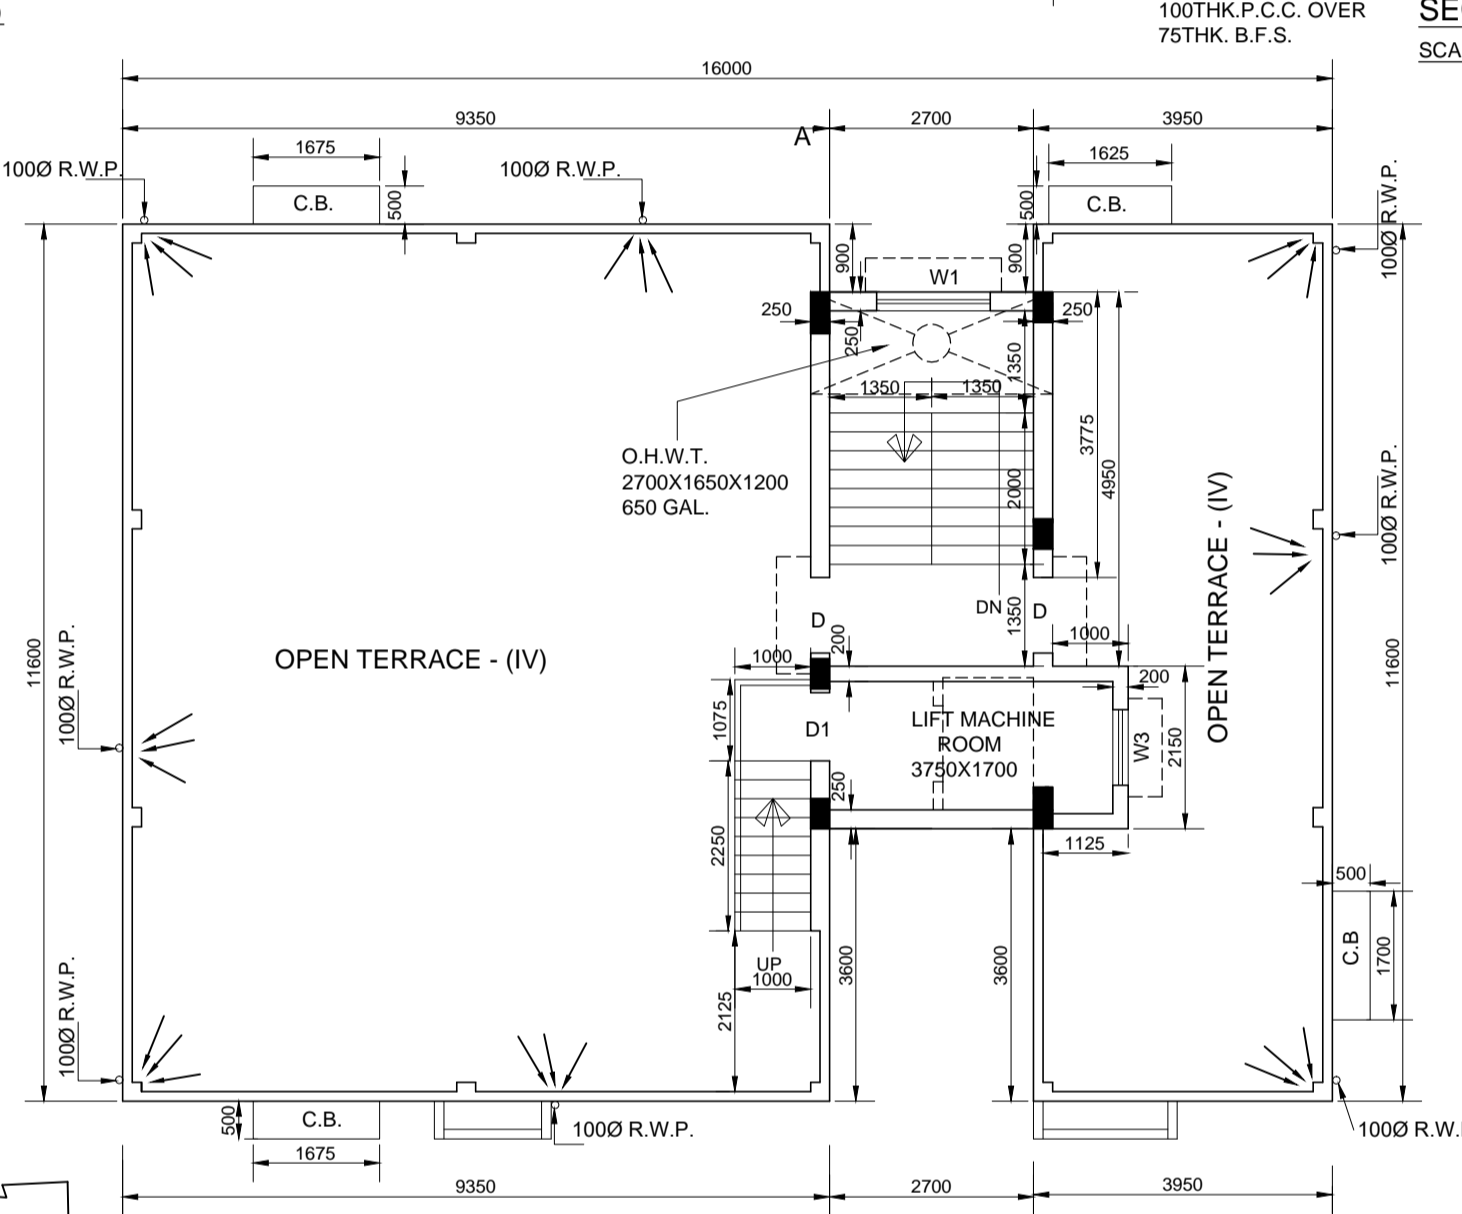 100THK.P.C.C. OVER
75THK. B.F.S.
16000
9350
2700
3950
A'
1675
1625
100Ø R.W.P.
100Ø R.W.P.
100Ø R.W.P.
C.B.
500
500
C.B.
900
900
W1
250
250
250
1350
1350
1350
3775
4950
O.H.W.T.
2700X1650X1200
650 GAL.
2000
OPEN TERRACE - (IV)
100Ø R.W.P.
DN
D
D
1350
1000
200
11600
11600
OPEN TERRACE - (IV)
100Ø R.W.P.
1000
200
1075
D1
LIFT MACHINE
ROOM
3750X1700
W3
2150
250
2250
1125
500
C.B
1700
UP
1000
3600
3600
2125
100Ø R.W.P.
500
C.B.
1675
100Ø R.W.P.
9350
2700
3950